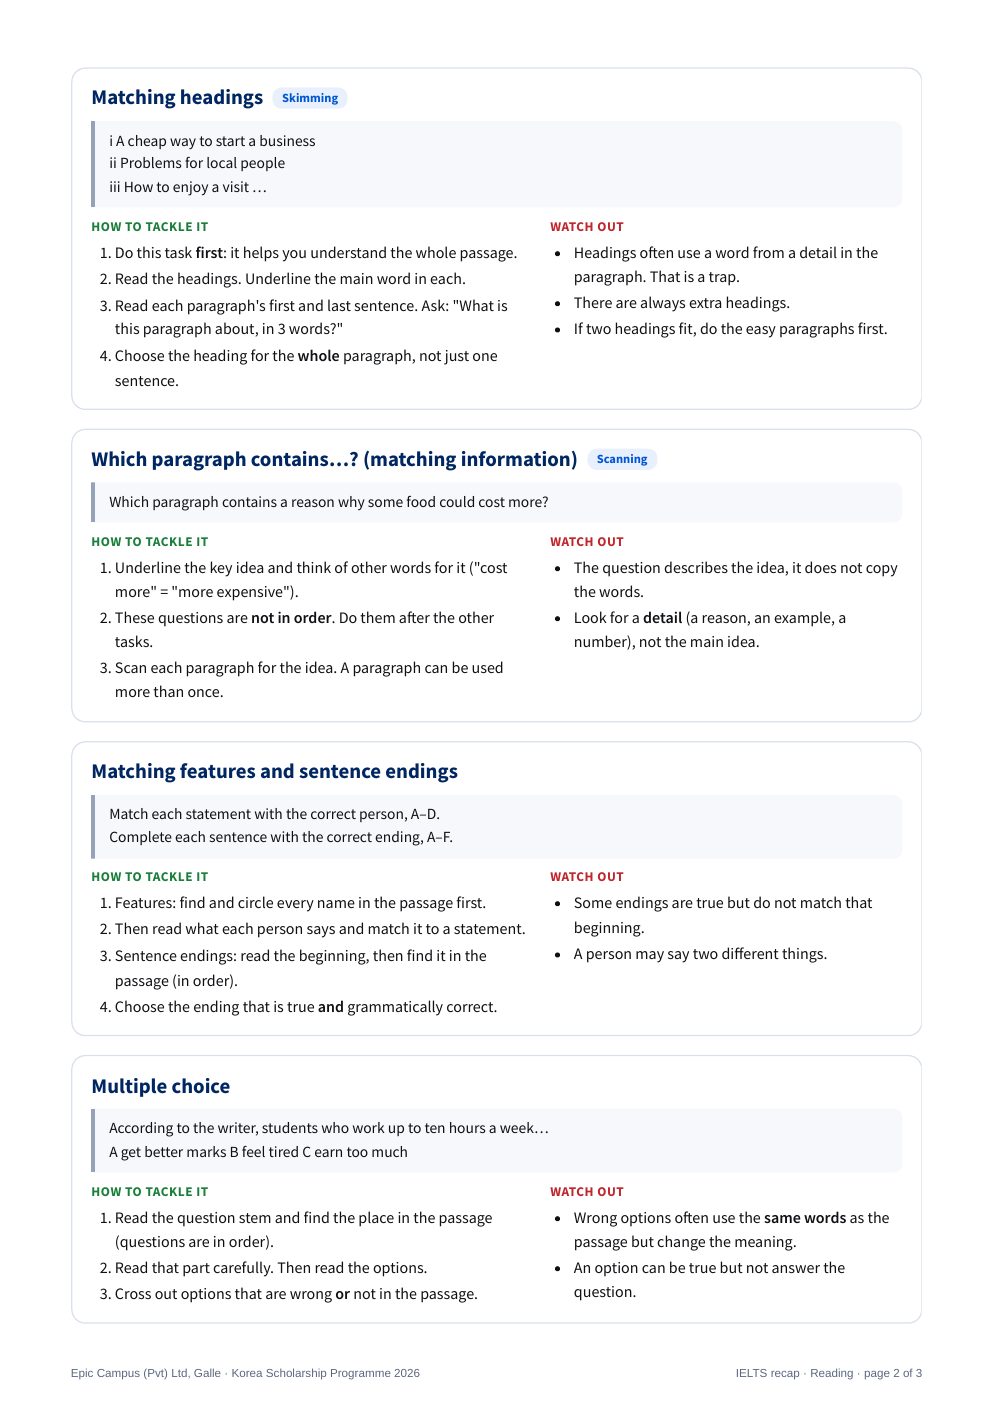 Matching headings Skimming
i A cheap way to start a business
ii Problems for local people
iii How to enjoy a visit …
HOW TO TACKLE IT
1. Do this task first: it helps you understand the whole passage.
2. Read the headings. Underline the main word in each.
3. Read each paragraph's first and last sentence. Ask: "What is
this paragraph about, in 3 words?"
4. Choose the heading for the whole paragraph, not just one
sentence.
WATCH OUT
• Headings often use a word from a detail in the
paragraph. That is a trap.
• There are always extra headings.
• If two headings fit, do the easy paragraphs first.
Which paragraph contains…? (matching information) Scanning
Which paragraph contains a reason why some food could cost more?
HOW TO TACKLE IT
1. Underline the key idea and think of other words for it ("cost
more" = "more expensive").
2. These questions are not in order. Do them after the other
tasks.
3. Scan each paragraph for the idea. A paragraph can be used
more than once.
WATCH OUT
• The question describes the idea, it does not copy
the words.
• Look for a detail (a reason, an example, a
number), not the main idea.
Matching features and sentence endings
Match each statement with the correct person, A–D.
Complete each sentence with the correct ending, A–F.
HOW TO TACKLE IT
1. Features: find and circle every name in the passage first.
2. Then read what each person says and match it to a statement.
3. Sentence endings: read the beginning, then find it in the
passage (in order).
4. Choose the ending that is true and grammatically correct.
WATCH OUT
• Some endings are true but do not match that
beginning.
• A person may say two different things.
Multiple choice
According to the writer, students who work up to ten hours a week…
A get better marks B feel tired C earn too much
HOW TO TACKLE IT
1. Read the question stem and find the place in the passage
(questions are in order).
2. Read that part carefully. Then read the options.
3. Cross out options that are wrong or not in the passage.
WATCH OUT
• Wrong options often use the same words as the
passage but change the meaning.
• An option can be true but not answer the
question.
Epic Campus (Pvt) Ltd, Galle · Korea Scholarship Programme 2026
IELTS recap · Reading · page 2 of 3